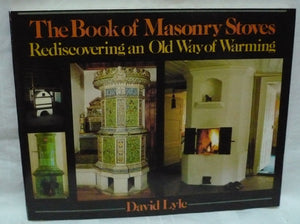 The Book of Masonry Stoves
Rediscovering an Old Way of Warming
David Lyle